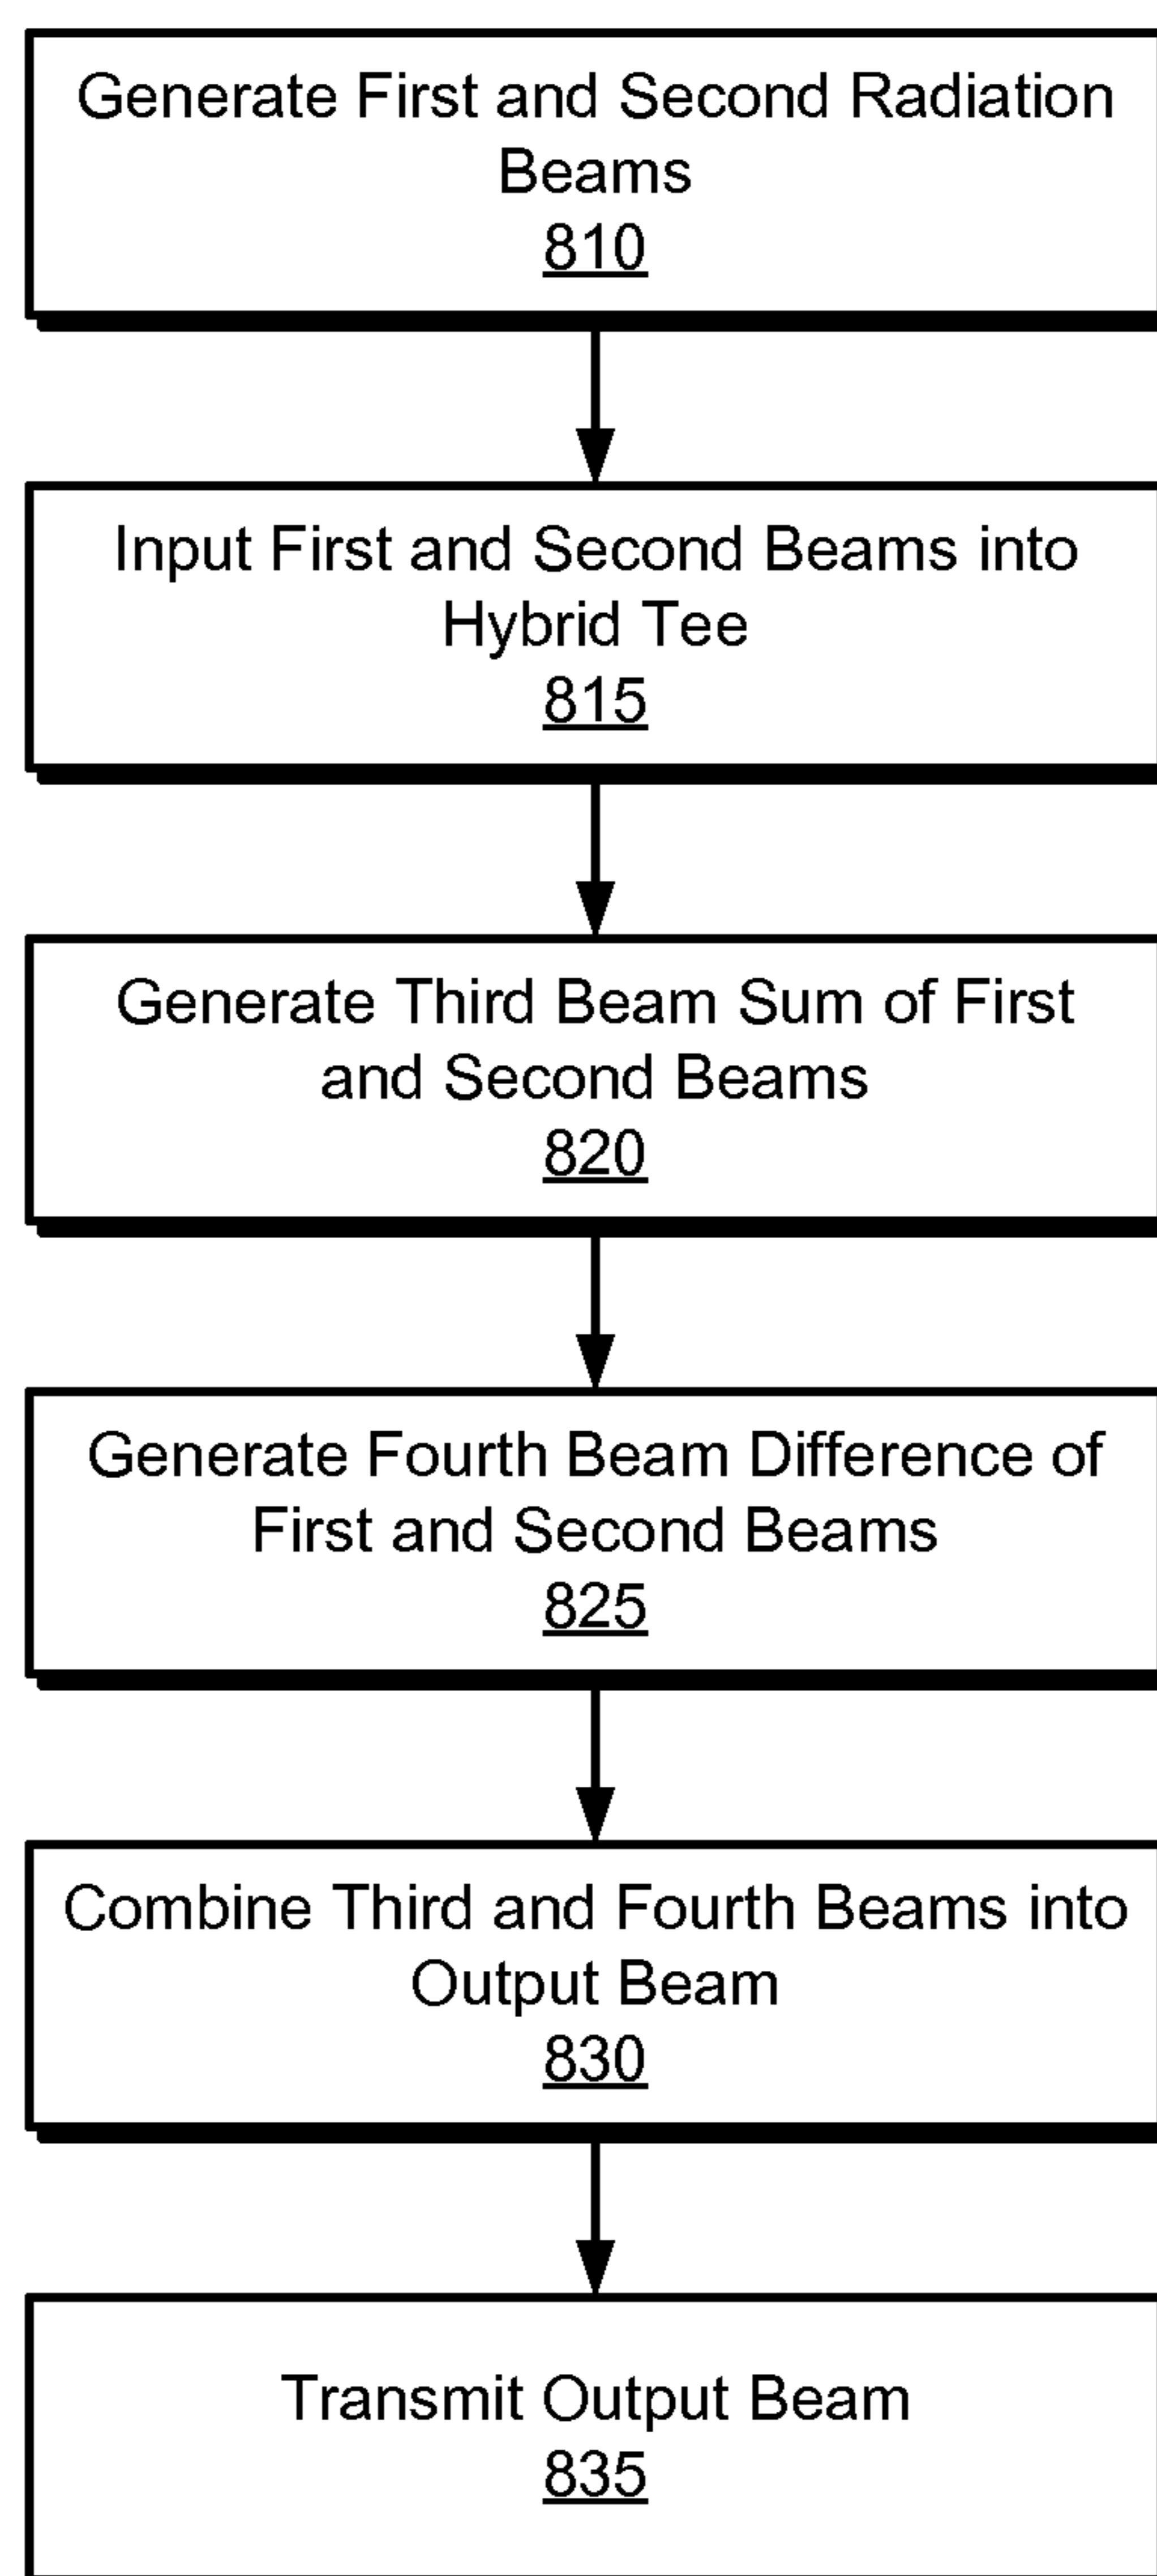 Generate First and Second Radiation
Beams
810
Input First and Second Beams into
Hybrid Tee
815
Generate Third Beam Sum of First
and Second Beams
820
Generate Fourth Beam Difference of
First and Second Beams
825
Combine Third and Fourth Beams into
Output Beam
830
Transmit Output Beam
835